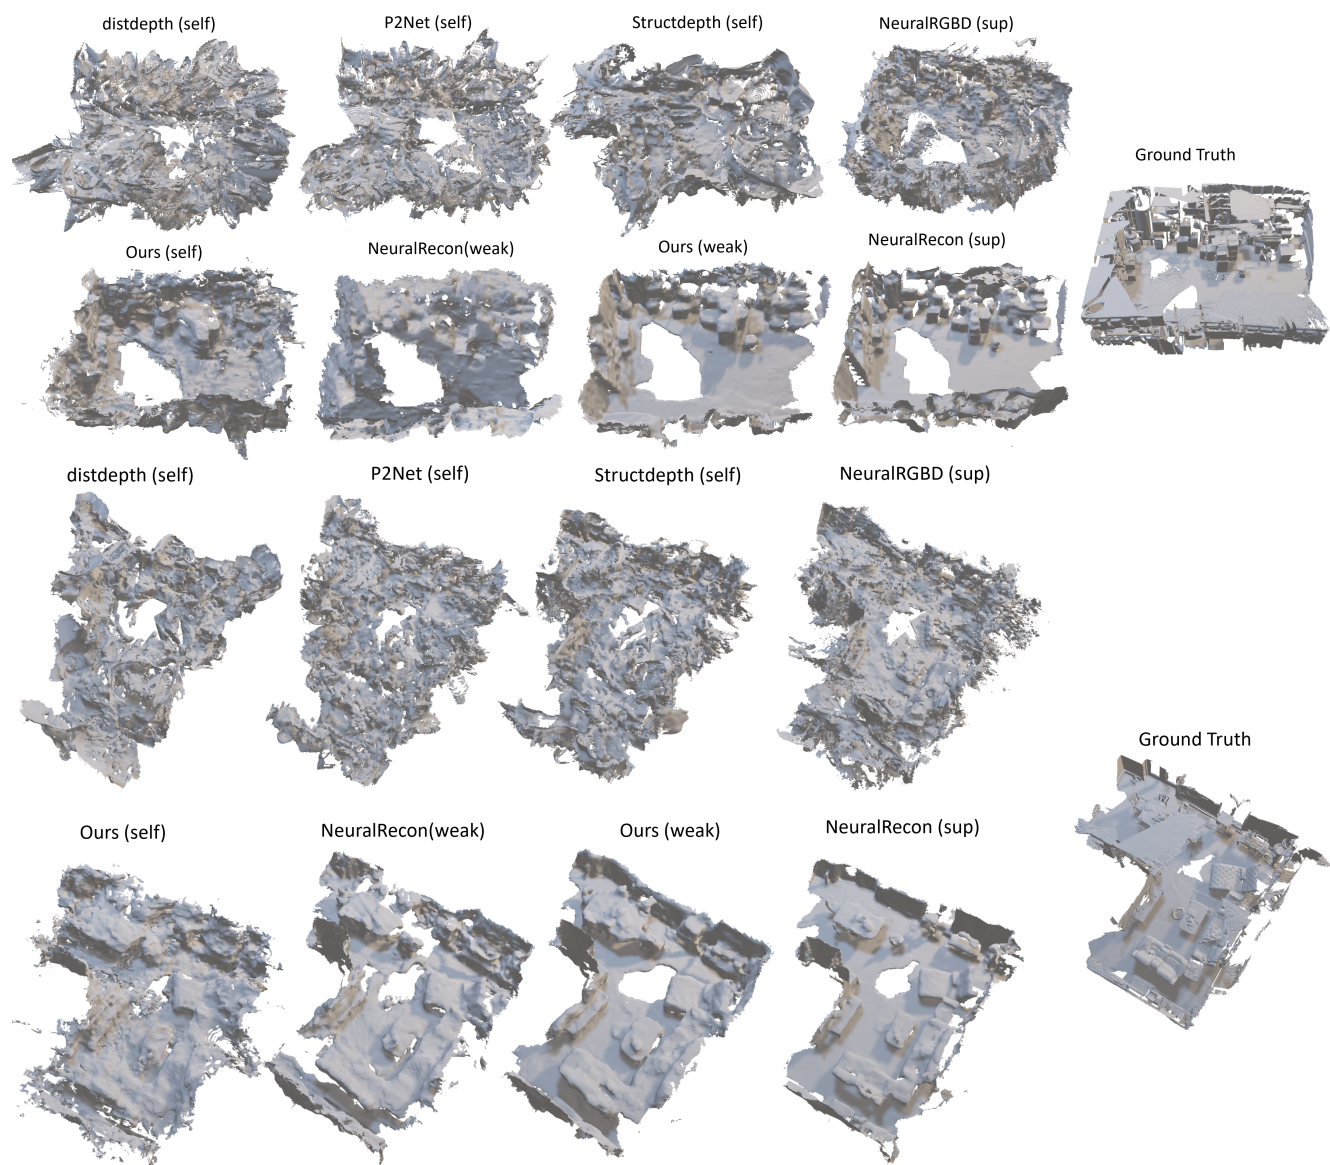 distdepth (self)
P2Net (self)
Structdepth (self)
NeuralRGBD (sup)
Ground Truth
Ours (self)
NeuralRecon(weak)
Ours (weak)
NeuralRecon (sup)
distdepth (self)
P2Net (self)
Structdepth (self)
NeuralRGBD (sup)
Ground Truth
Ours (self)
NeuralRecon(weak)
Ours (weak)
NeuralRecon (sup)